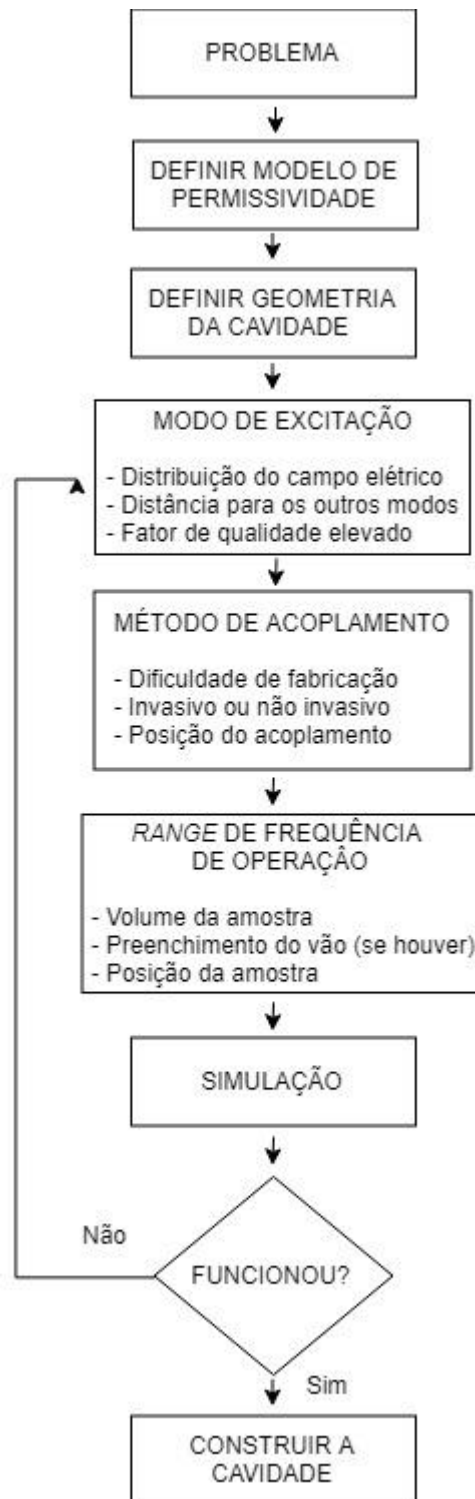 PROBLEMA
DEFINIR MODELO DE
PERMISSIVIDADE
DEFINIR GEOMETRIA
DA CAVIDADE
MODO DE EXCITAÇÃO
- Distribuição do campo elétrico
- Distância para os outros modos
- Fator de qualidade elevado
MÉTODO DE ACOPLAMENTO
- Dificuldade de fabricação
- Invasivo ou não invasivo
- Posição do acoplamento
RANGE DE FREQUÊNCIA
DE OPERAÇÂO
- Volume da amostra
- Preenchimento do vão (se houver)
- Posição da amostra
SIMULAÇÃO
Não
FUNCIONOU?
Sim
CONSTRUIR A
CAVIDADE